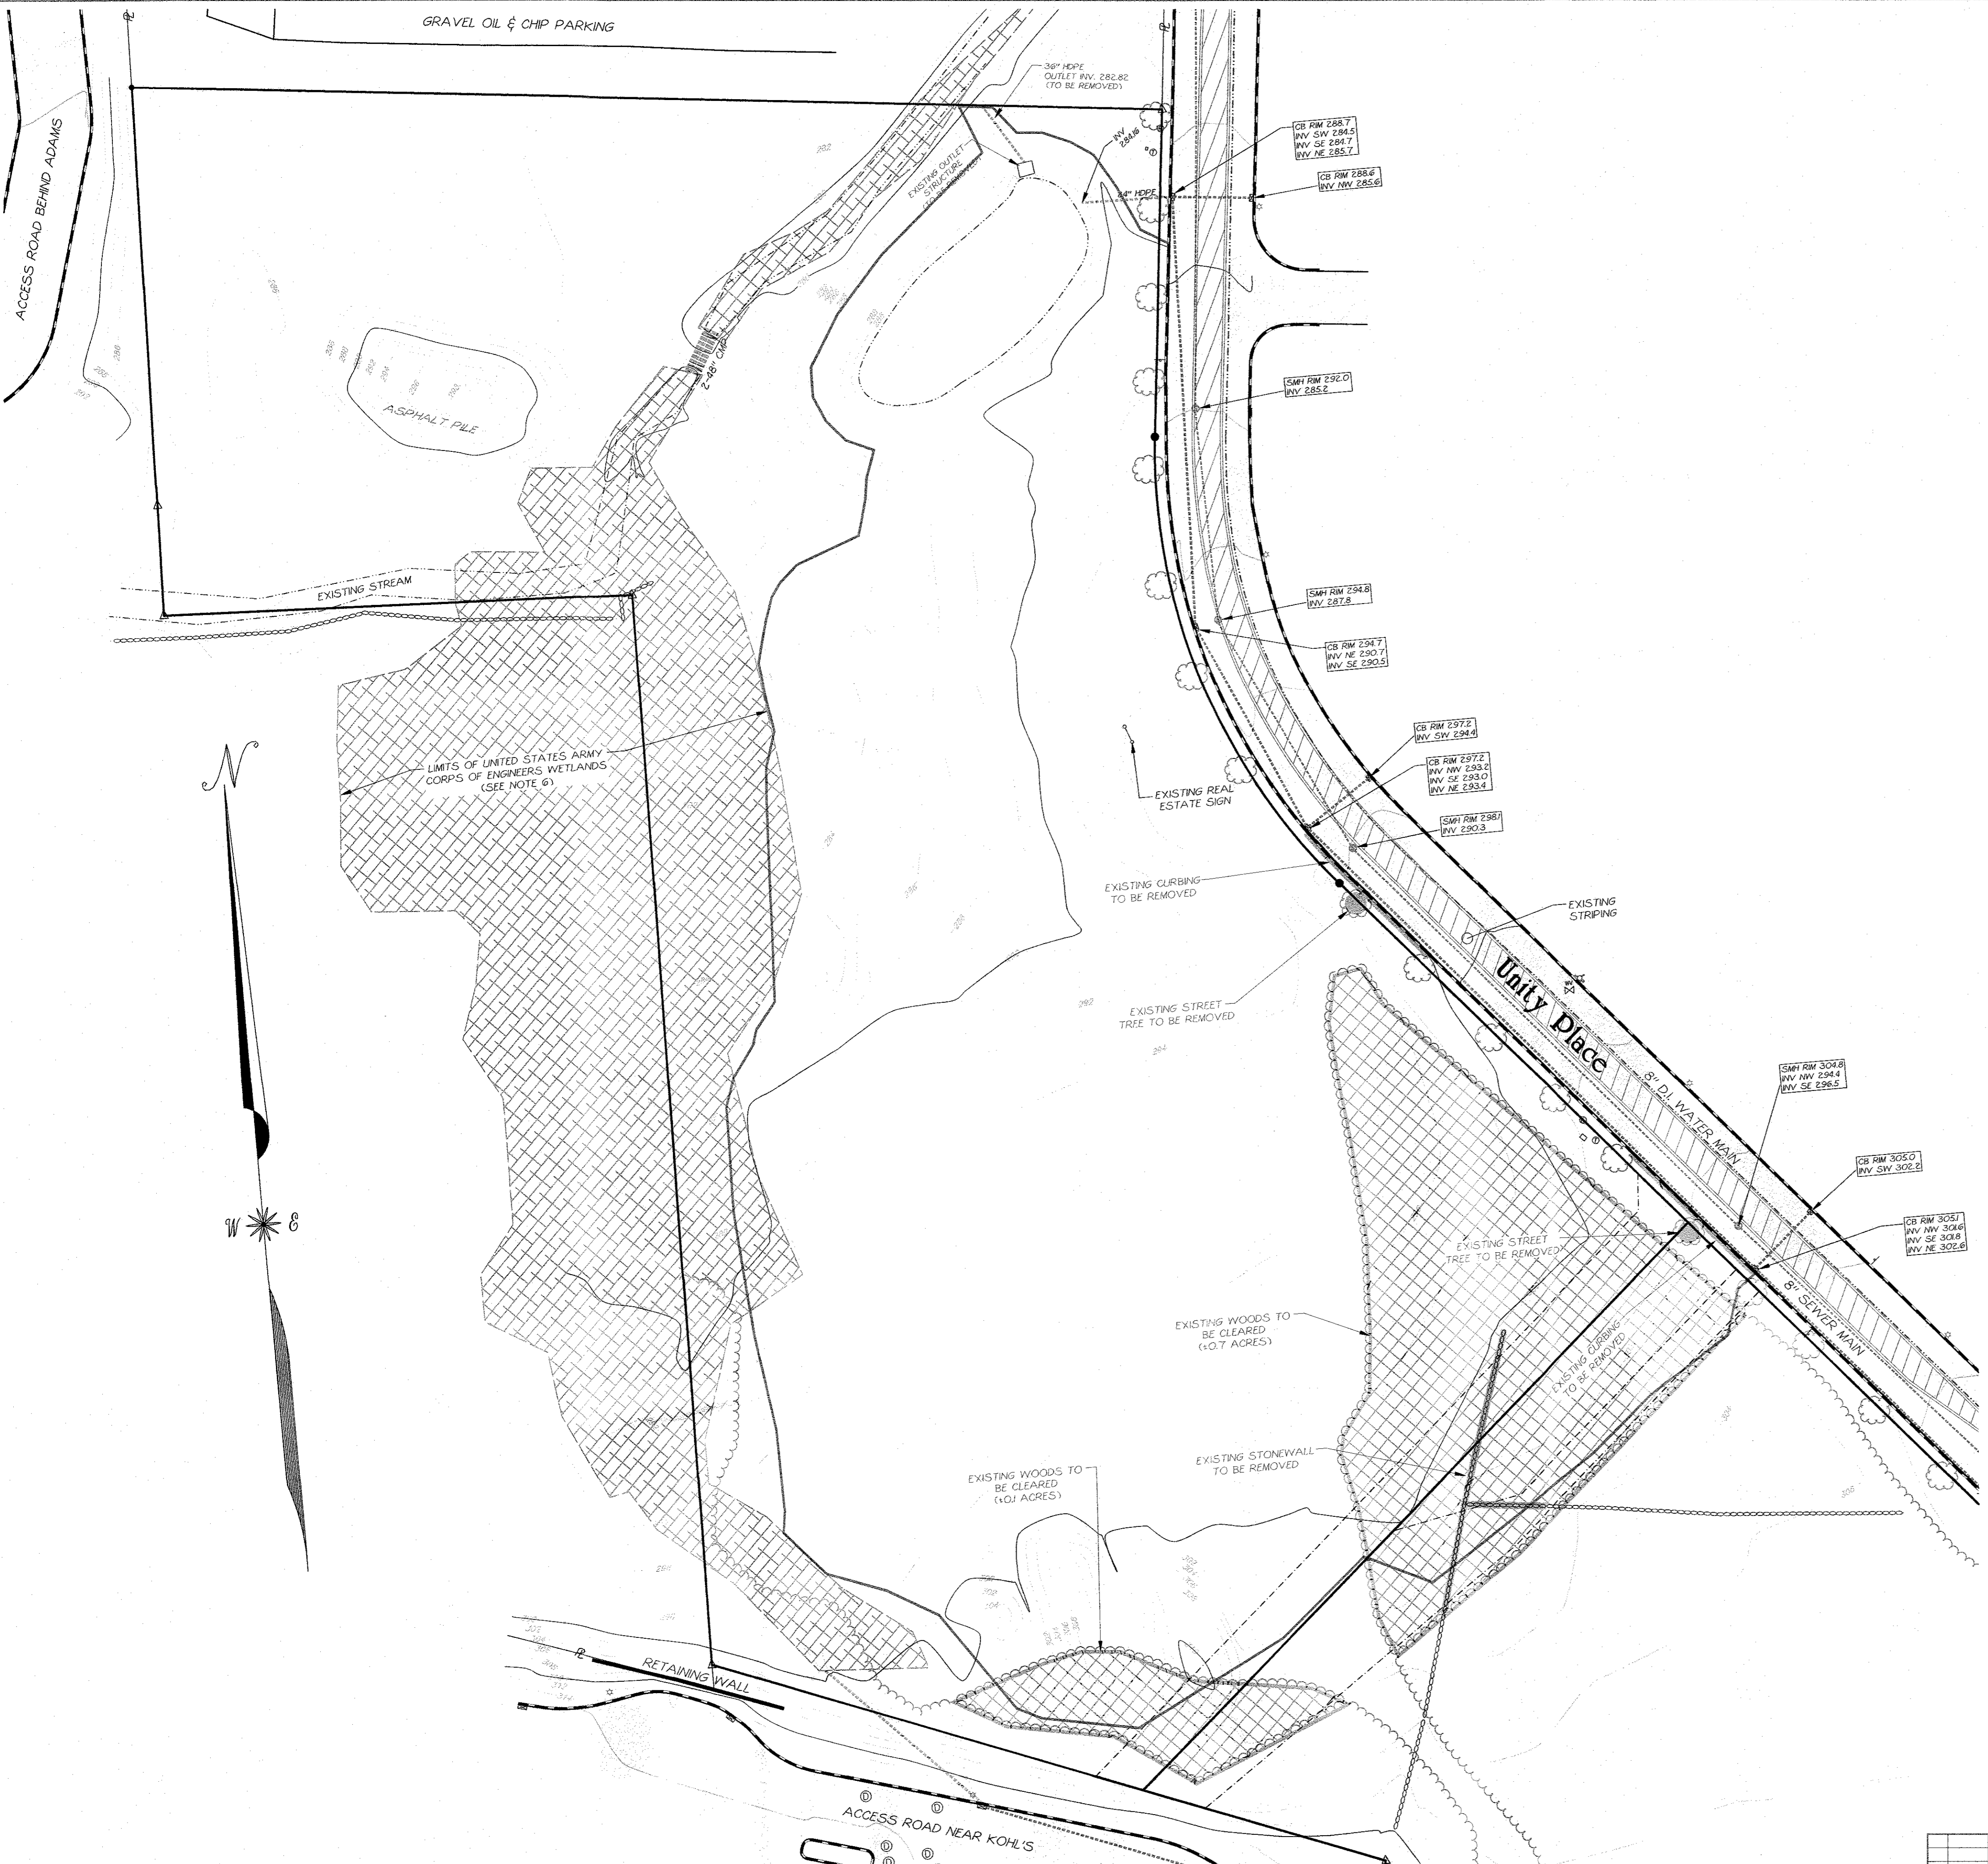 GRAVEL OIL & CHIP PARKING
ACCESS ROAD BEHIND ADAMS
36" HDPE
OUTLET INV. 282.82
(TO BE REMOVED)
INV
284.16
EXISTING OUTLET
STRUCTURE
(TO BE REMOVED)
24" HDPE
CB RIM 288.7
INV SW 284.5
INV SE 284.7
INV NE 285.7
CB RIM 288.6
INV NW 285.6
282
288
2-48" CMP
ASPHALT PILE
SMH RIM 292.0
INV 285.2
EXISTING STREAM
SMH RIM 294.8
INV 287.8
CB RIM 294.7
INV NE 290.7
INV SE 290.5
N
LIMITS OF UNITED STATES ARMY
CORPS OF ENGINEERS WETLANDS
(SEE NOTE 6)
EXISTING REAL
ESTATE SIGN
CB RIM 297.2
INV SW 294.4
CB RIM 297.2
INV NW 293.2
INV SE 293.0
INV NE 293.4
SMH RIM 298.1
INV 290.3
EXISTING CURBING
TO BE REMOVED
EXISTING
STRIPING
292
EXISTING STREET
TREE TO BE REMOVED
Unity Place
8" D.I. WATER MAIN
SMH RIM 304.8
INV NW 294.4
INV SE 296.5
W E
CB RIM 305.0
INV SW 302.2
CB RIM 305.1
INV NW 301.6
INV SE 301.8
INV NE 302.6
EXISTING STREET
TREE TO BE REMOVED
8" SEWER MAIN
EXISTING WOODS TO
BE CLEARED
(±0.7 ACRES)
EXISTING CURBING
TO BE REMOVED
304
EXISTING STONEWALL
TO BE REMOVED
EXISTING WOODS TO
BE CLEARED
(±0.1 ACRES)
308
RETAINING WALL
ACCESS ROAD NEAR KOHL'S